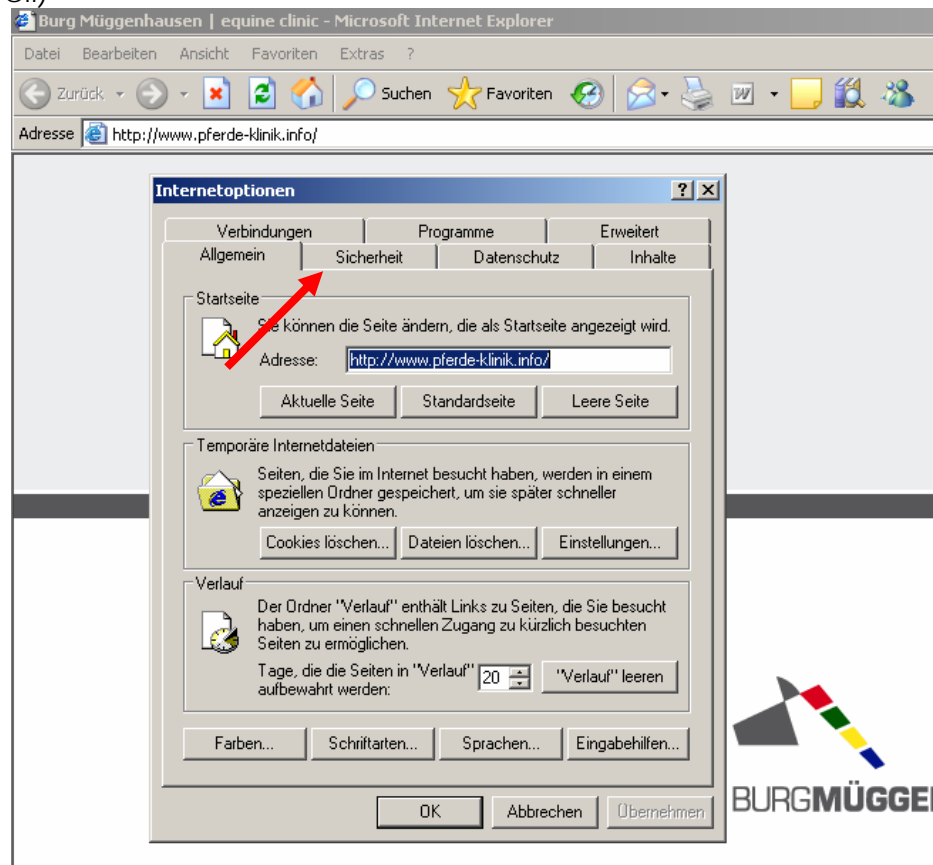 Burg Müggenhausen | equine clinic - Microsoft Internet Explorer
Datei Bearbeiten Ansicht Favoriten Extras ?
Zurück Suchen Favoriten
Adresse http://www.pferde-klinik.info/
Internetoptionen
Verbindungen Programme Erweitert
Allgemein Sicherheit Datenschutz Inhalte
Startseite
Sie können die Seite ändern, die als Startseite angezeigt wird.
Adresse: http://www.pferde-klinik.info/
Aktuelle Seite Standardseite Leere Seite
Temporäre Internetdateien
Seiten, die Sie im Internet besucht haben, werden in einem
speziellen Ordner gespeichert, um sie später schneller
anzeigen zu können.
Cookies löschen... Dateien löschen... Einstellungen...
Verlauf
Der Ordner "Verlauf" enthält Links zu Seiten, die Sie besucht
haben, um einen schnellen Zugang zu kürzlich besuchten
Seiten zu ermöglichen.
Tage, die die Seiten in "Verlauf" 20 "Verlauf" leeren
aufbewahrt werden:
Farben... Schriftarten... Sprachen... Eingabehilfen...
BURGMÜGGE
OK Abbrechen Übernehmen